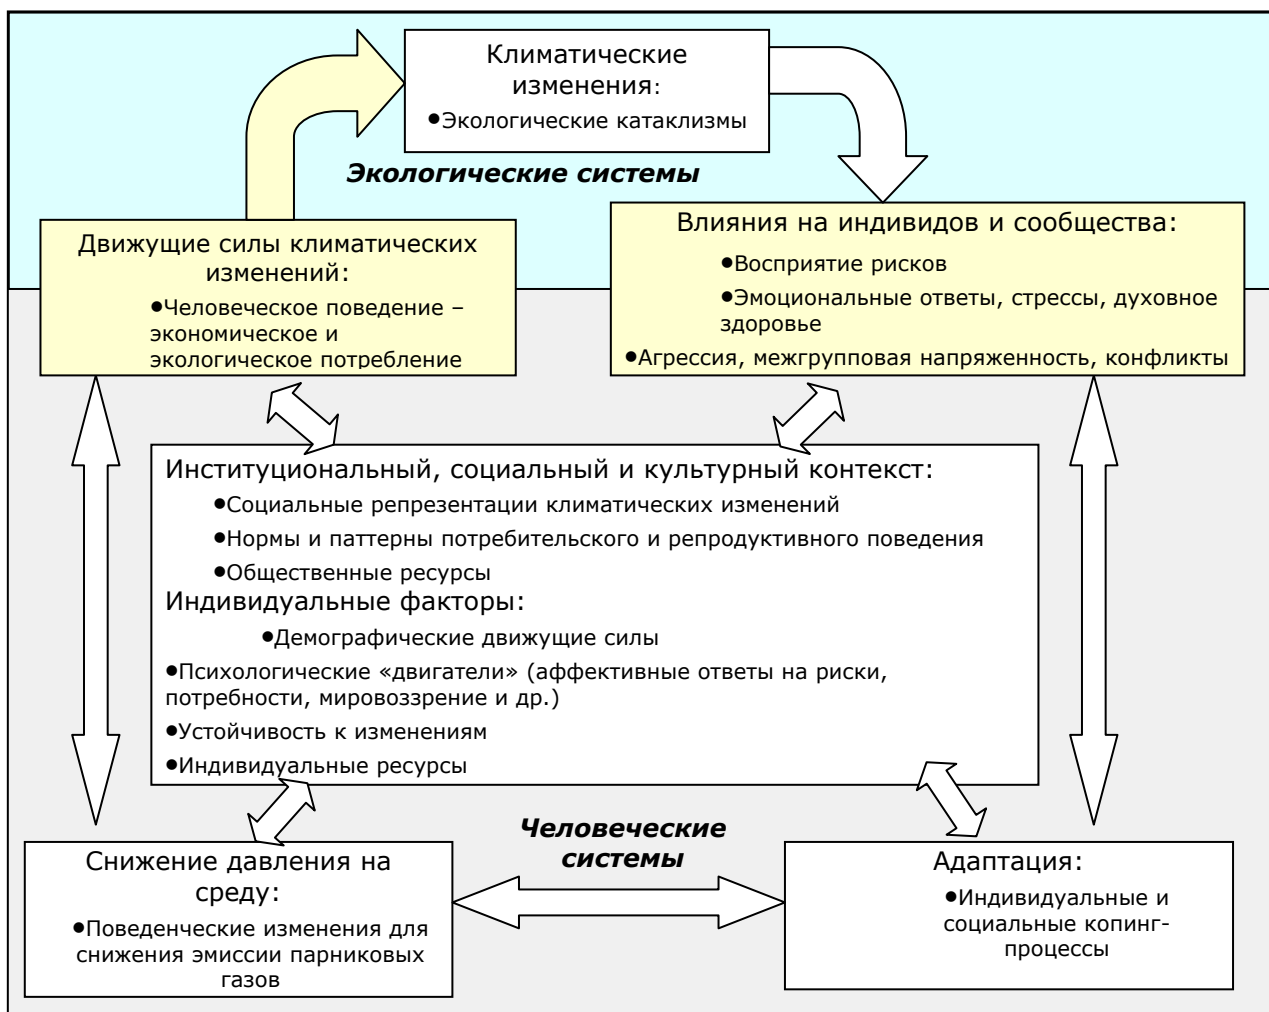 Климатические
изменения:
●Экологические катаклизмы
Экологические системы
Движущие силы климатических
изменений:
●Человеческое поведение –
экономическое и
экологическое потребление
Влияния на индивидов и сообщества:
●Восприятие рисков
●Эмоциональные ответы, стрессы, духовное
здоровье
●Агрессия, межгрупповая напряженность, конфликты
Институциональный, социальный и культурный контекст:
●Социальные репрезентации климатических изменений
●Нормы и паттерны потребительского и репродуктивного поведения
●Общественные ресурсы
Индивидуальные факторы:
●Демографические движущие силы
●Психологические «двигатели» (аффективные ответы на риски,
потребности, мировоззрение и др.)
●Устойчивость к изменениям
●Индивидуальные ресурсы
Человеческие
системы
Снижение давления на
среду:
●Поведенческие изменения для
снижения эмиссии парниковых
газов
Адаптация:
●Индивидуальные и
социальные копинг-
процессы